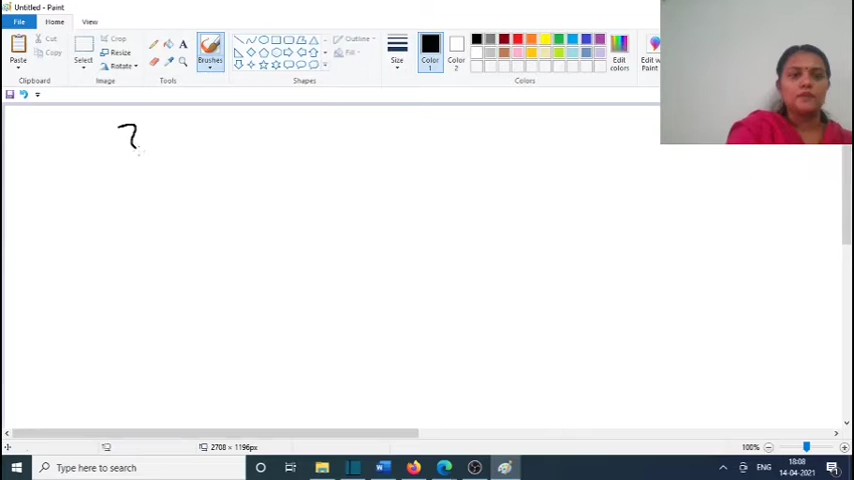 Untitled - Paint
File Home View
Cut
Copy
Paste
Clipboard
Crop
Resize
Rotate
Select
Image
A
Tools
Brushes
Shapes
Outline
Fill
Size
Color 1
Color 2
Colors
Edit colors
Edit with Paint
2708 × 1196px
100%
Type here to search
W
ENG
18:08
14-04-2021